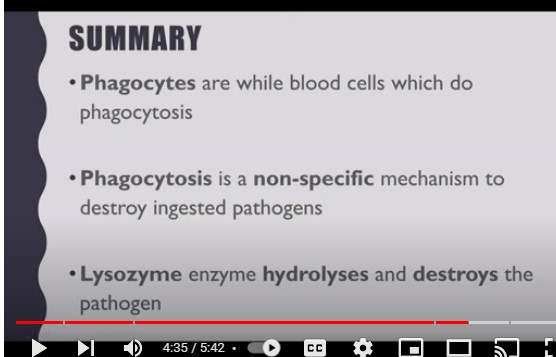 SUMMARY
• Phagocytes are while blood cells which do
phagocytosis
• Phagocytosis is a non-specific mechanism to
destroy ingested pathogens
• Lysozyme enzyme hydrolyses and destroys the
pathogen
4:35 / 5:42 •
CC